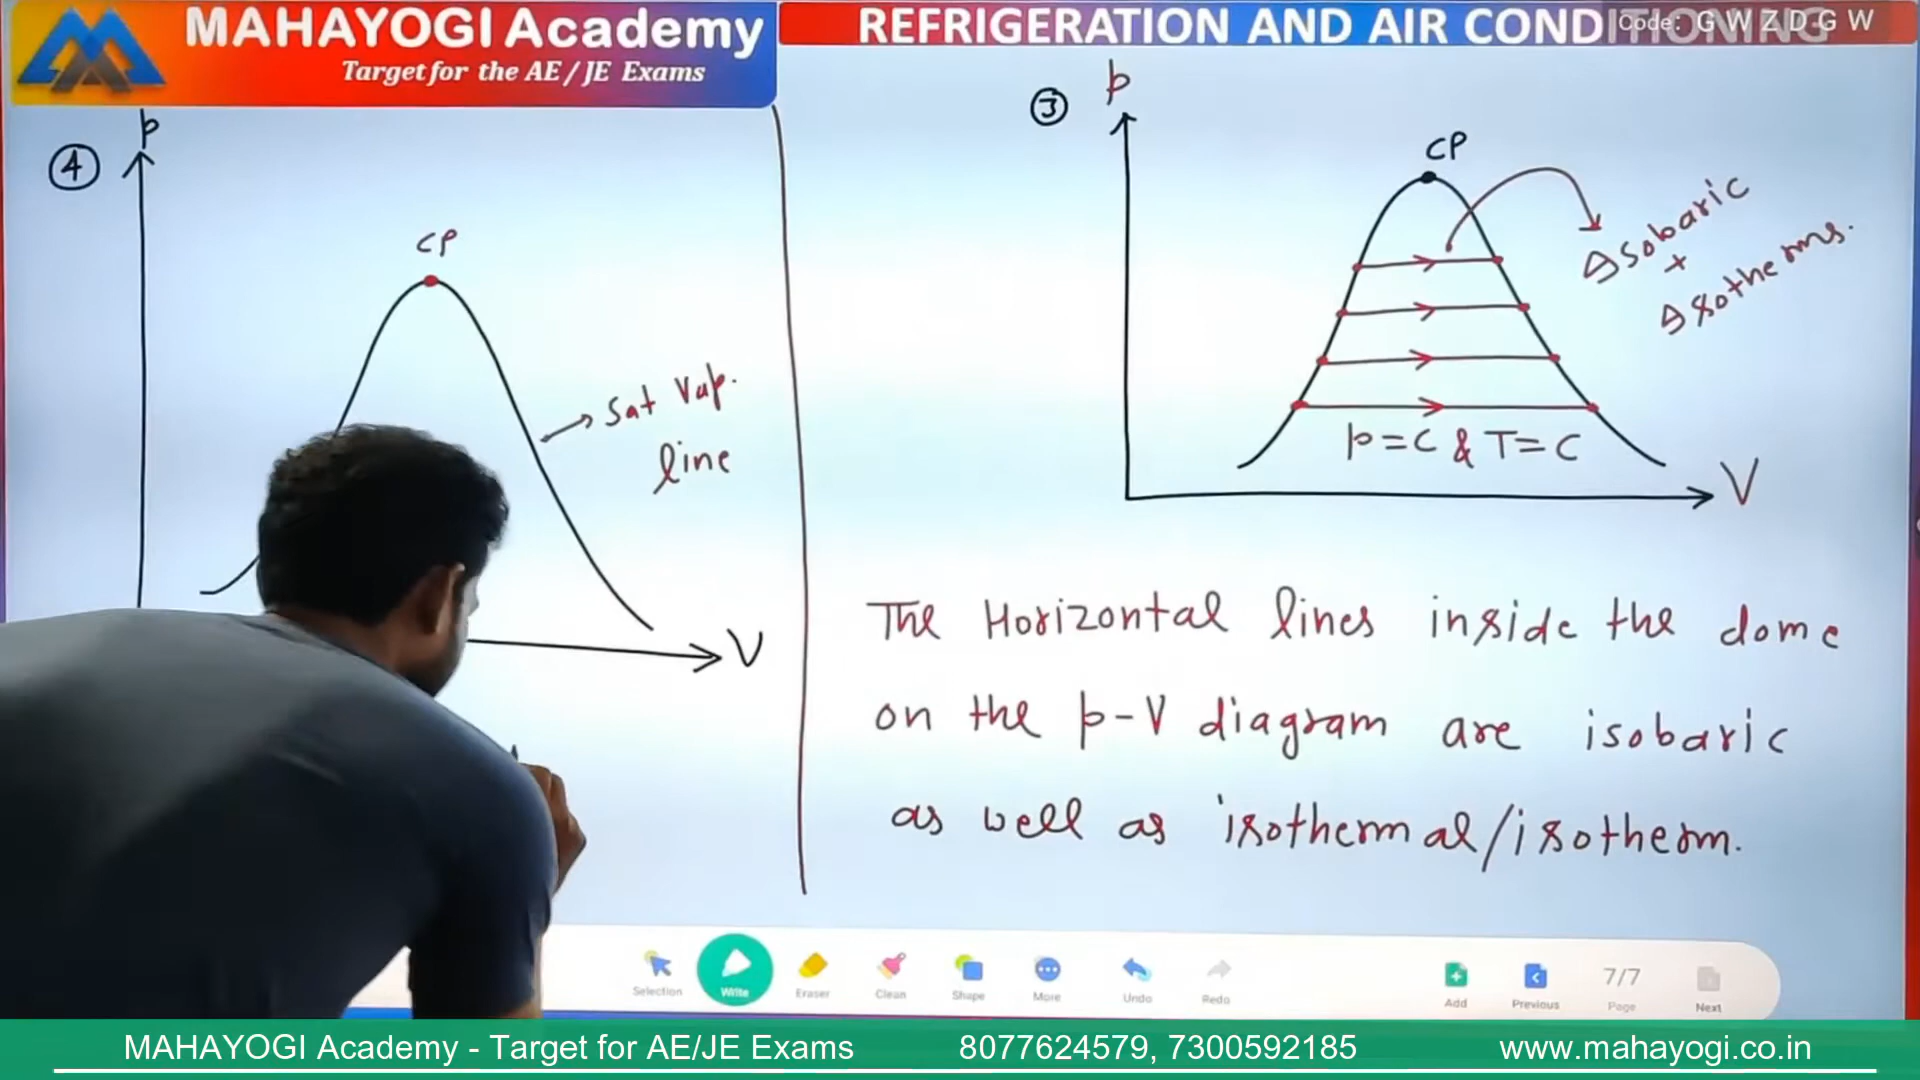 MAHAYOGI Academy
Target for the AE / JE Exams
REFRIGERATION AND AIR CONDITIONING
Code: G W Z D G W
④
p
CP
Sat Vap.
line
V
③
p
CP
Isobaric
+
Isotherms.
p=C & T=C
V
The Horizontal lines inside the dome
on the p-V diagram are isobaric
as well as isothermal/isotherm.
Selection
Write
Eraser
Clean
Shape
More
Undo
Redo
Add
Previous
7/7
Page
Next
MAHAYOGI Academy - Target for AE/JE Exams 8077624579, 7300592185 www.mahayogi.co.in